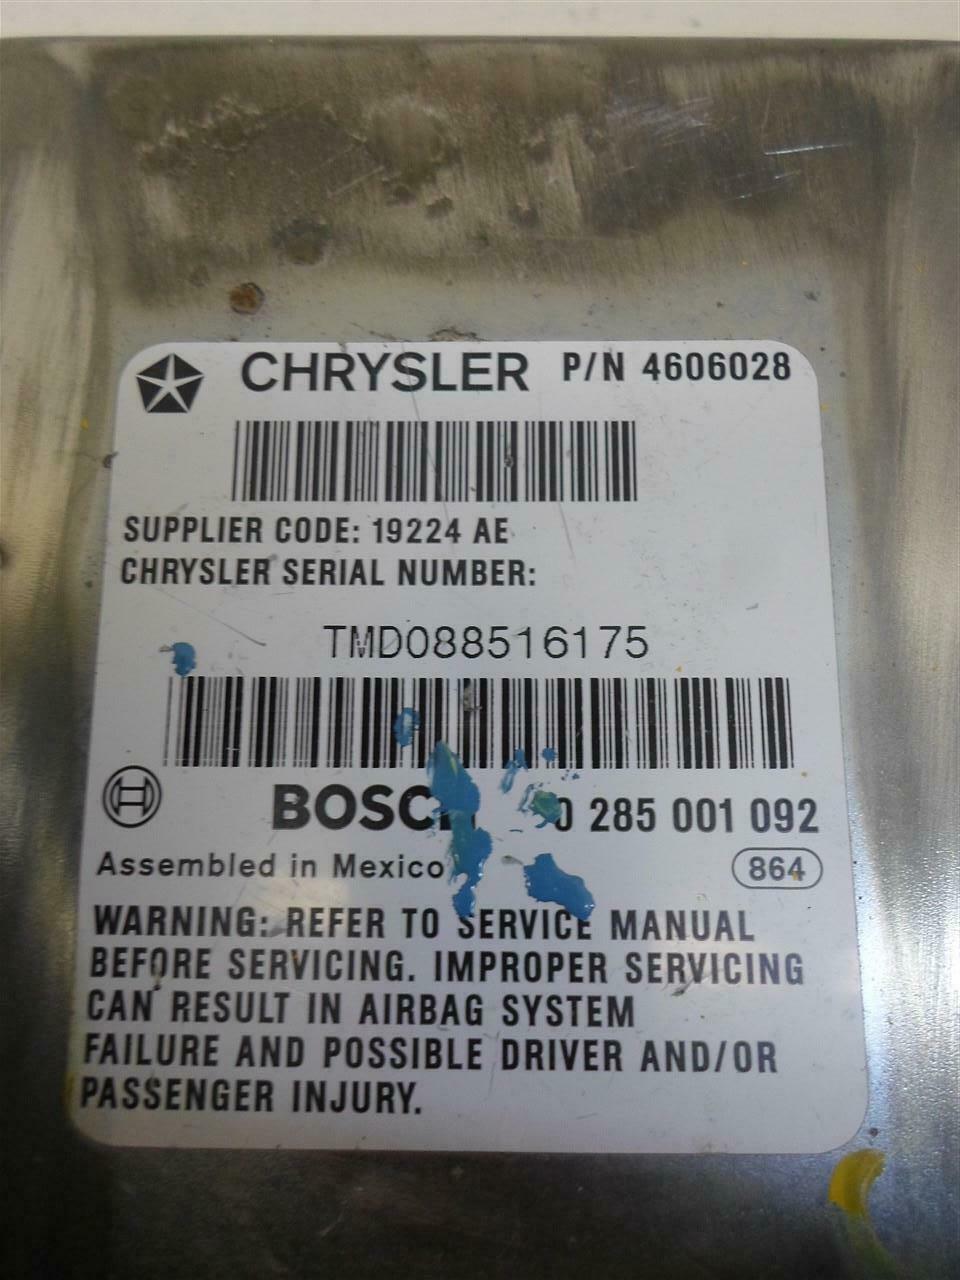 CHRYSLER P/N 4606028
SUPPLIER CODE: 19224 AE
CHRYSLER SERIAL NUMBER:
TMD088516175
BOSCH 0 285 001 092
Assembled in Mexico 864
WARNING: REFER TO SERVICE MANUAL
BEFORE SERVICING. IMPROPER SERVICING
CAN RESULT IN AIRBAG SYSTEM
FAILURE AND POSSIBLE DRIVER AND/OR
PASSENGER INJURY.